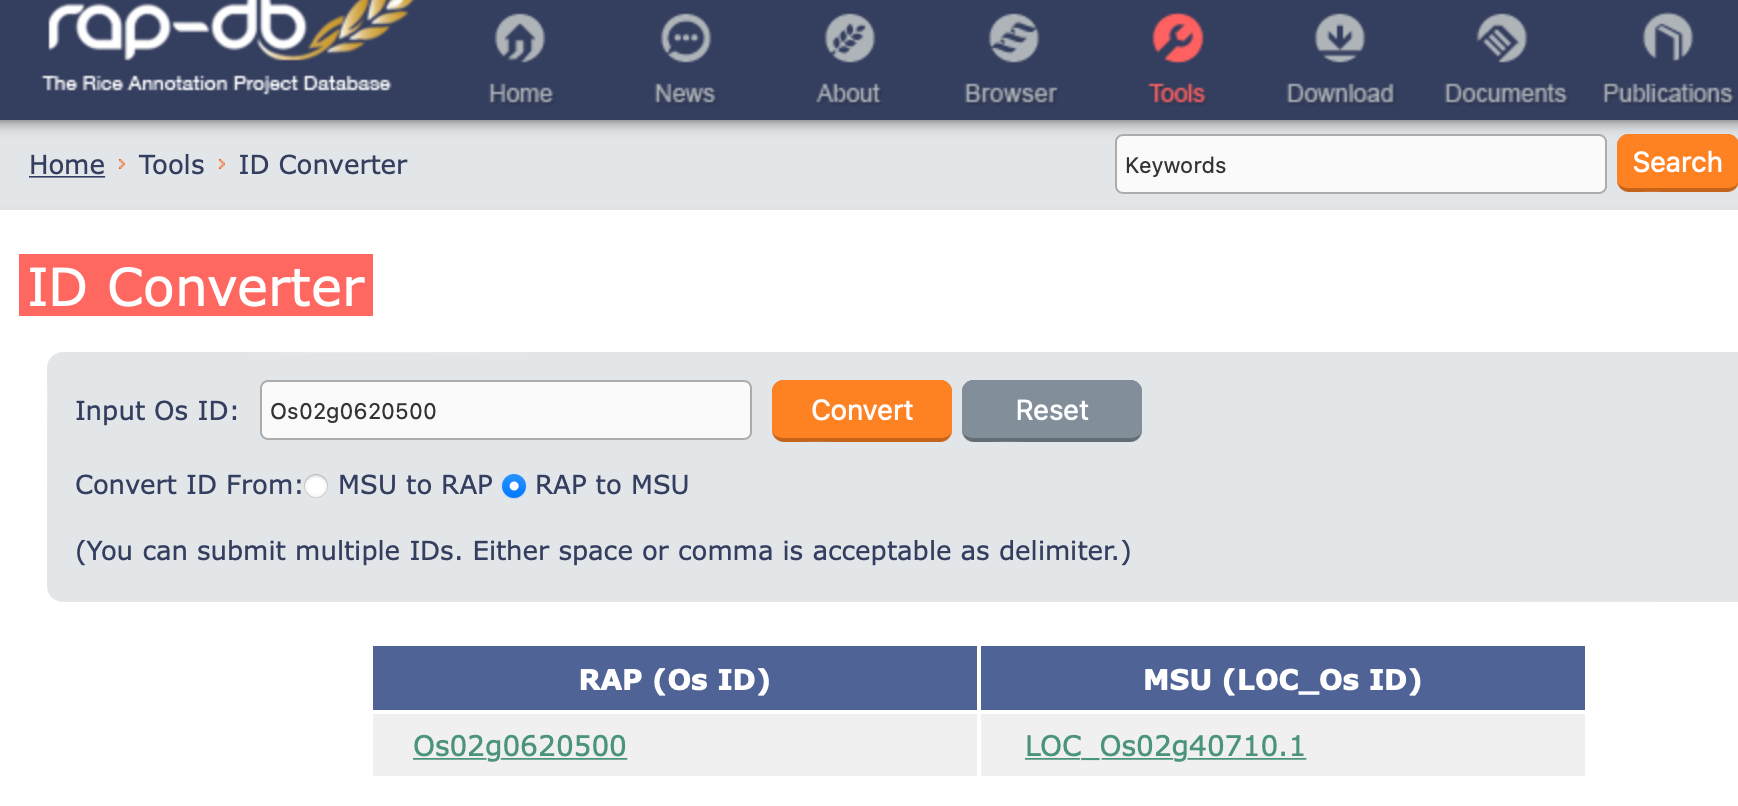 rap-db
The Rice Annotation Project Database
Home News About Browser Tools Download Documents Publications
Home › Tools › ID Converter
Keywords
Search
ID Converter
Input Os ID: Os02g0620500 Convert Reset
Convert ID From: MSU to RAP RAP to MSU
(You can submit multiple IDs. Either space or comma is acceptable as delimiter.)
RAP (Os ID) MSU (LOC_Os ID)
Os02g0620500 LOC_Os02g40710.1